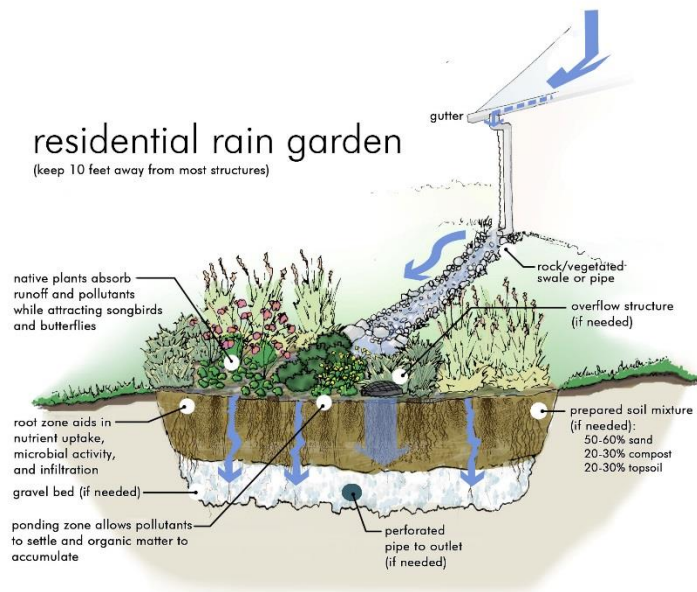 gutter
residential rain garden
(keep 10 feet away from most structures)
rock/vegetated
swale or pipe
native plants absorb
runoff and pollutants
while attracting songbirds
and butterflies
overflow structure
(if needed)
root zone aids in
nutrient uptake,
microbial activity,
and infiltration
prepared soil mixture
(if needed):
50-60% sand
20-30% compost
20-30% topsoil
gravel bed (if needed)
ponding zone allows pollutants
to settle and organic matter to
accumulate
perforated
pipe to outlet
(if needed)